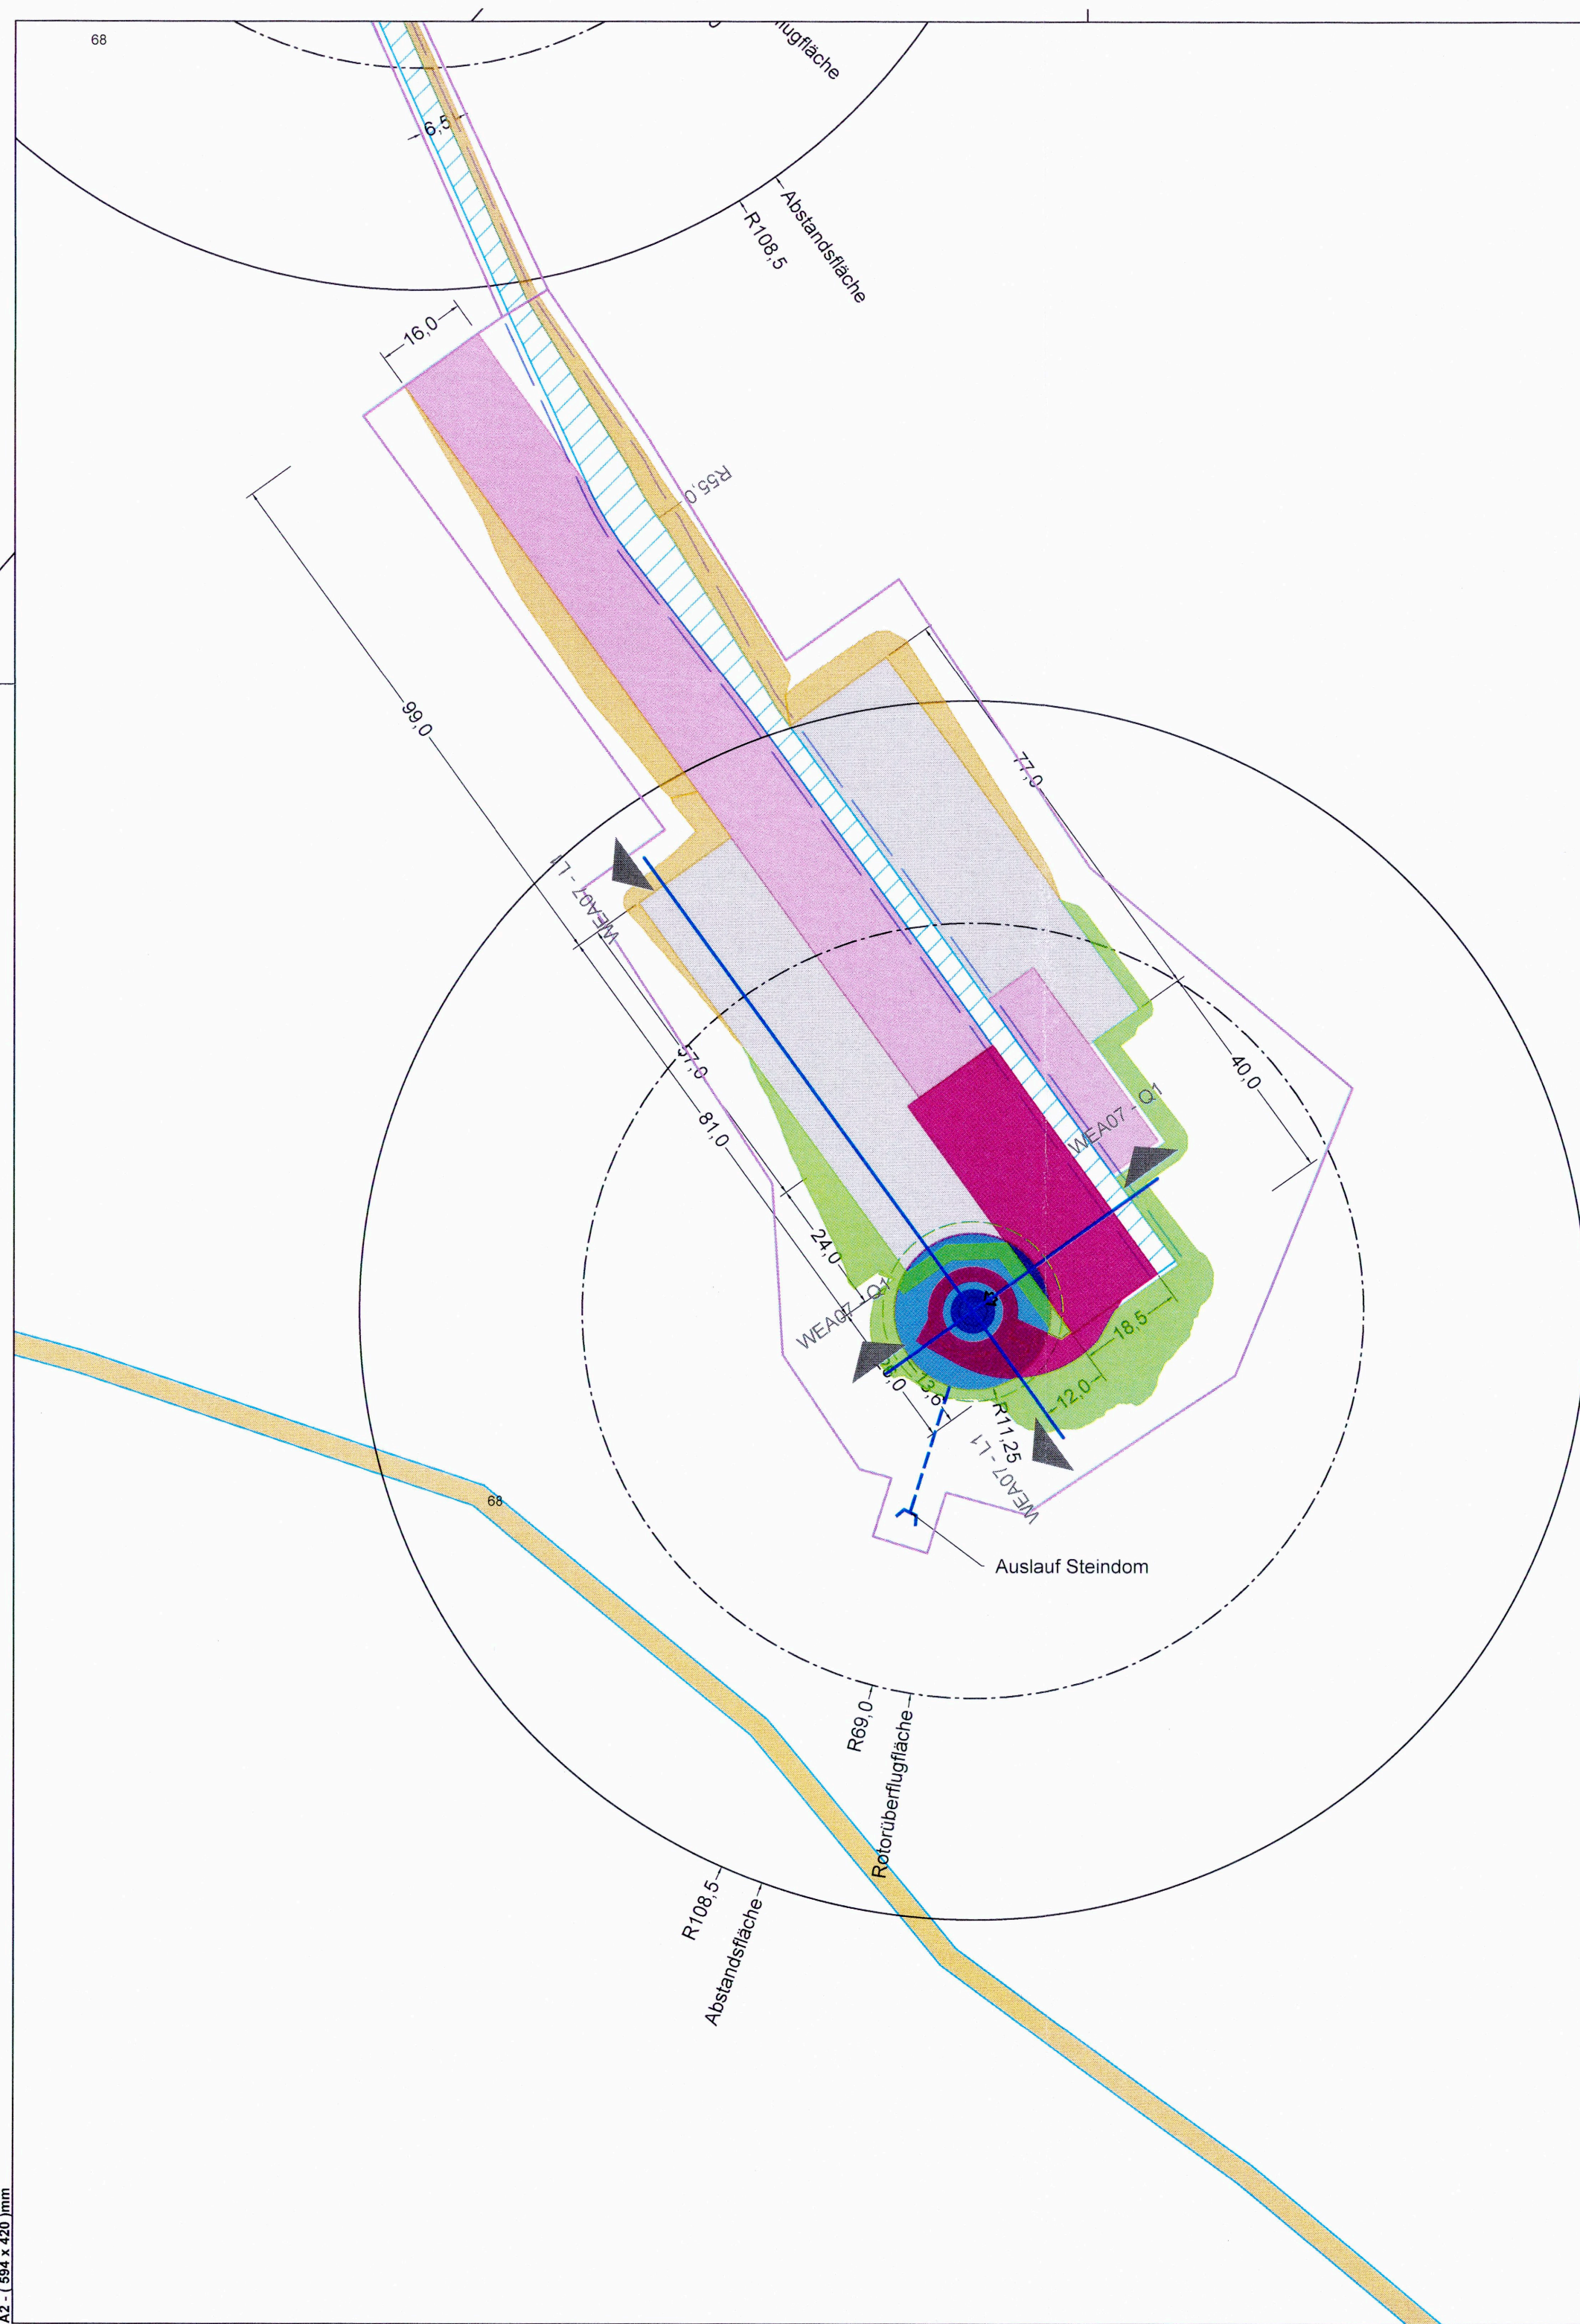 68
6,5
Abstandsfläche
R108,5
16,0
R55,0
99,0
77,0
WEA07 - L1
57,0
81,0
40,0
WEA07 - Q1
24,0
WEA07 - Q1
18,5
13,6
12,0
R11,25
WEA07 - L1
68
Auslauf Steindom
R69,0
Rotorüberflugfläche
R108,5
Abstandsfläche
A2 - ( 594 x 420 )mm